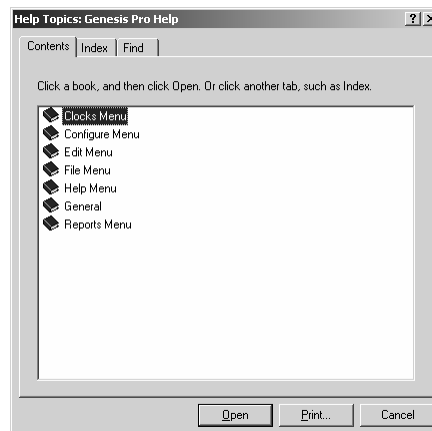 Help Topics: Genesis Pro Help
Contents Index Find
Click a book, and then click Open. Or click another tab, such as Index.
Clocks Menu
Configure Menu
Edit Menu
File Menu
Help Menu
General
Reports Menu
Open Print... Cancel